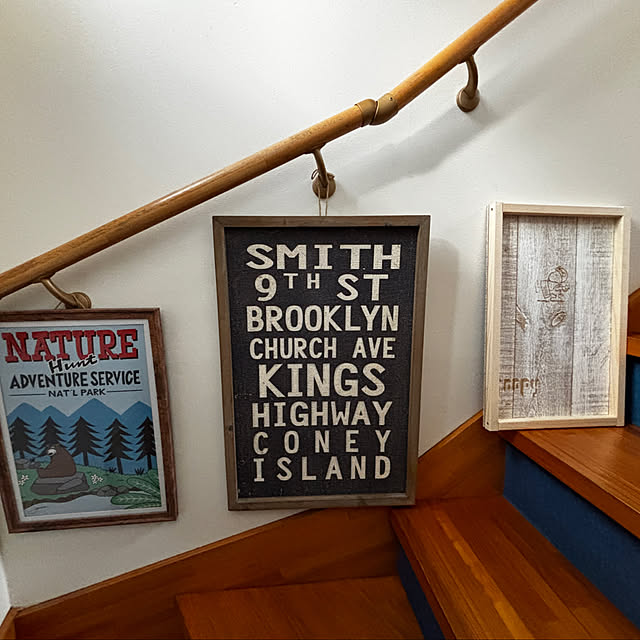 NATURE
Hunt
ADVENTURE SERVICE
NAT'L PARK
SMITH
9TH ST
BROOKLYN
CHURCH AVE
KINGS
HIGHWAY
CONEY
ISLAND